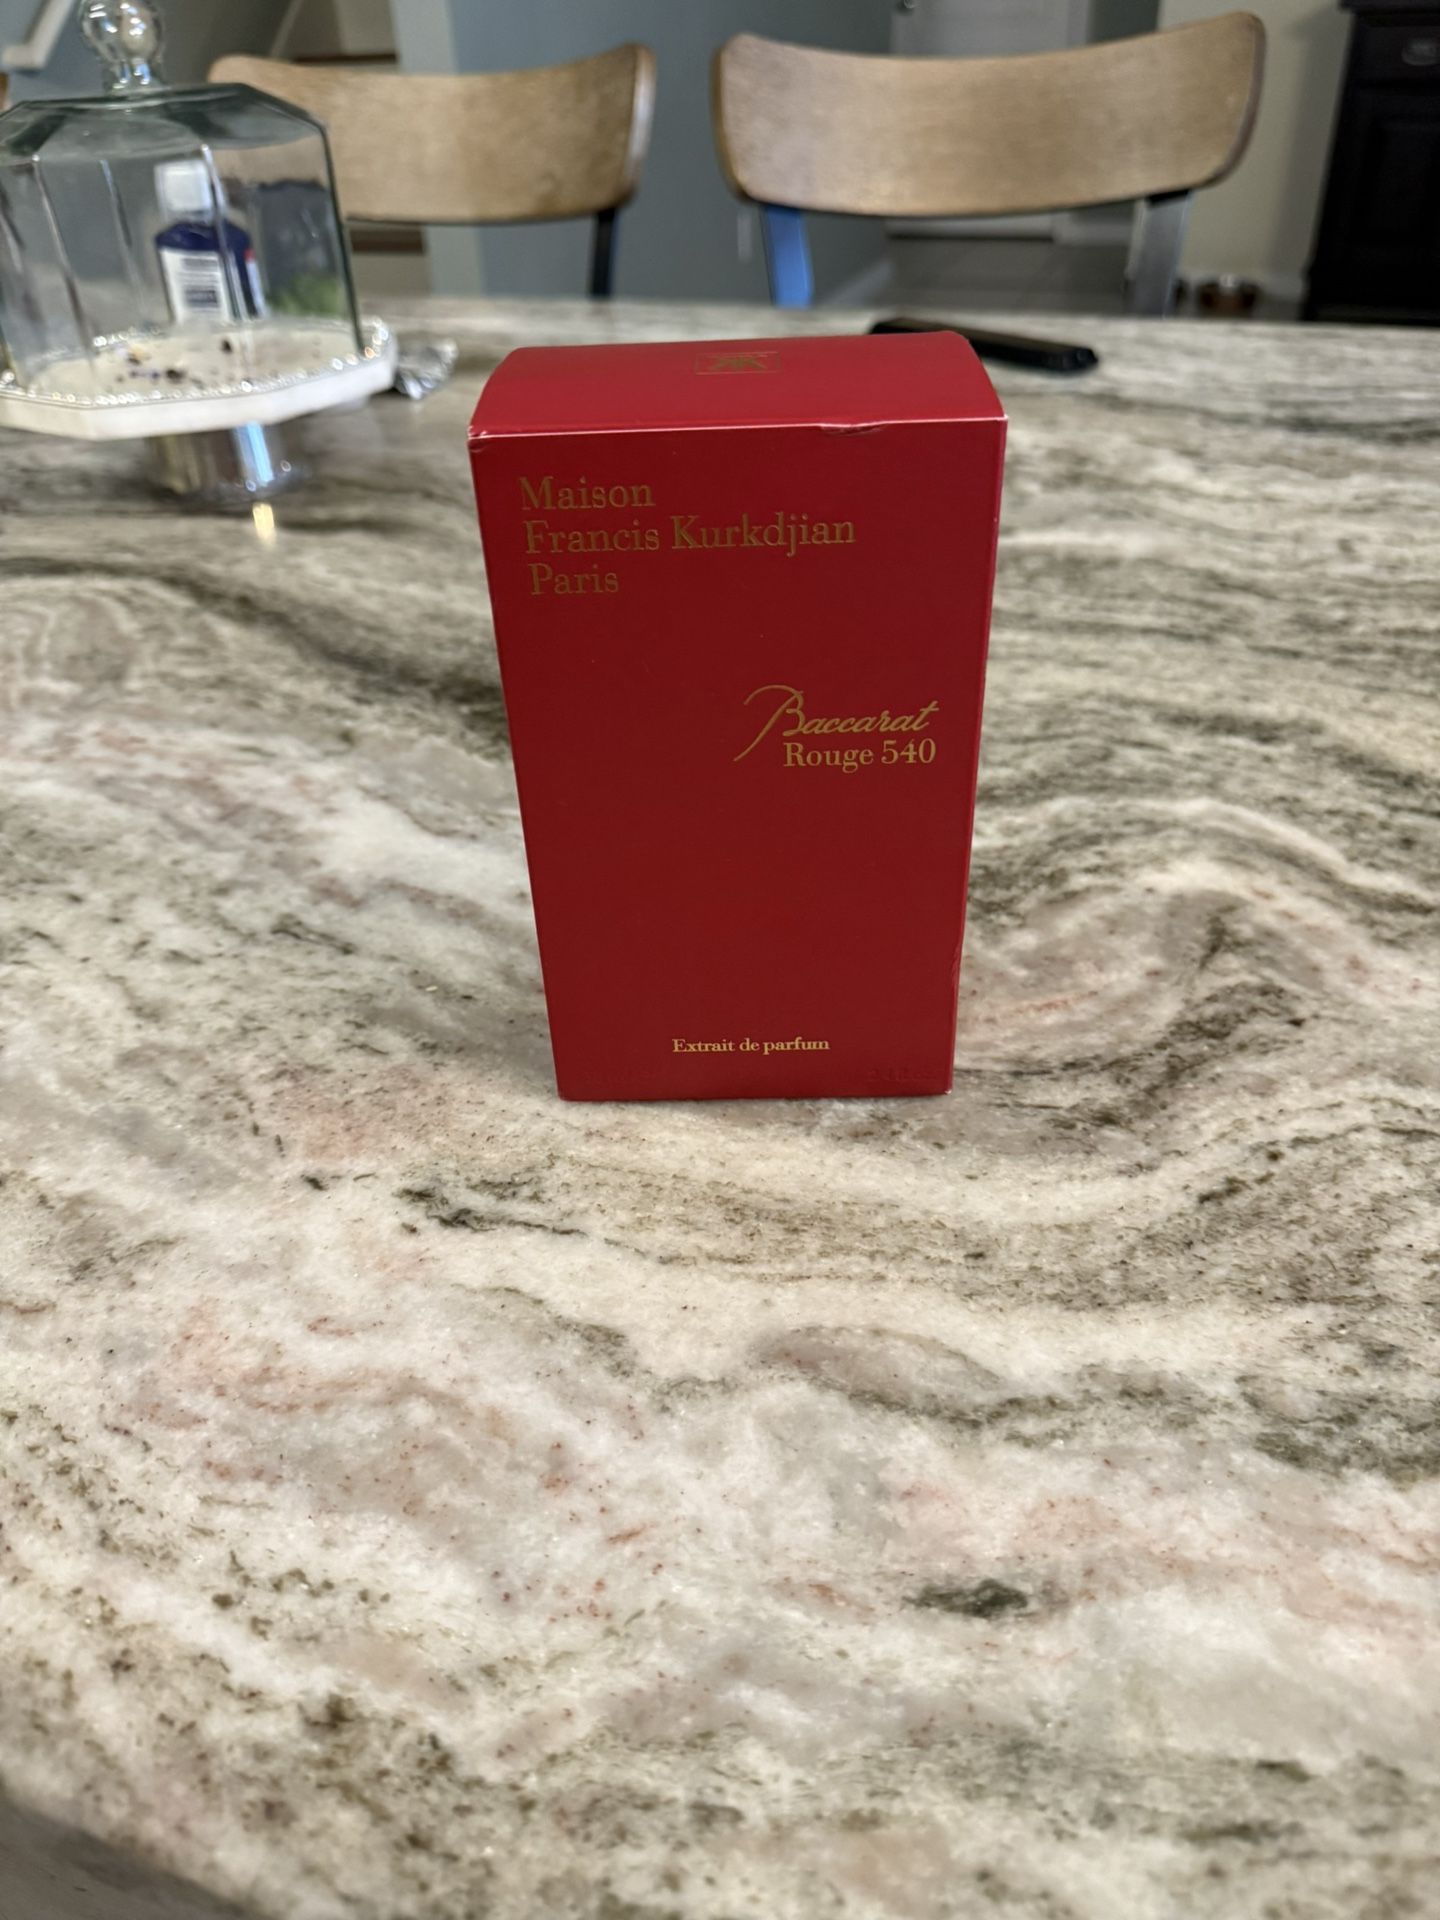 Maison
Francis Kurkdjian
Paris
Baccarat
Rouge 540
Extrait de parfum